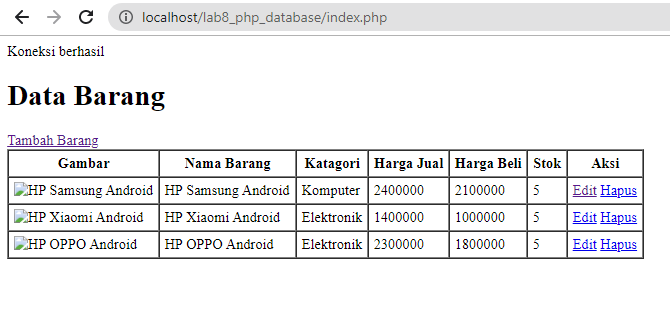 localhost/lab8_php_database/index.php
Koneksi berhasil
Data Barang
Tambah Barang
Gambar Nama Barang Katagori Harga Jual Harga Beli Stok Aksi
HP Samsung Android HP Samsung Android Komputer 2400000 2100000 5 Edit Hapus
HP Xiaomi Android HP Xiaomi Android Elektronik 1400000 1000000 5 Edit Hapus
HP OPPO Android HP OPPO Android Elektronik 2300000 1800000 5 Edit Hapus